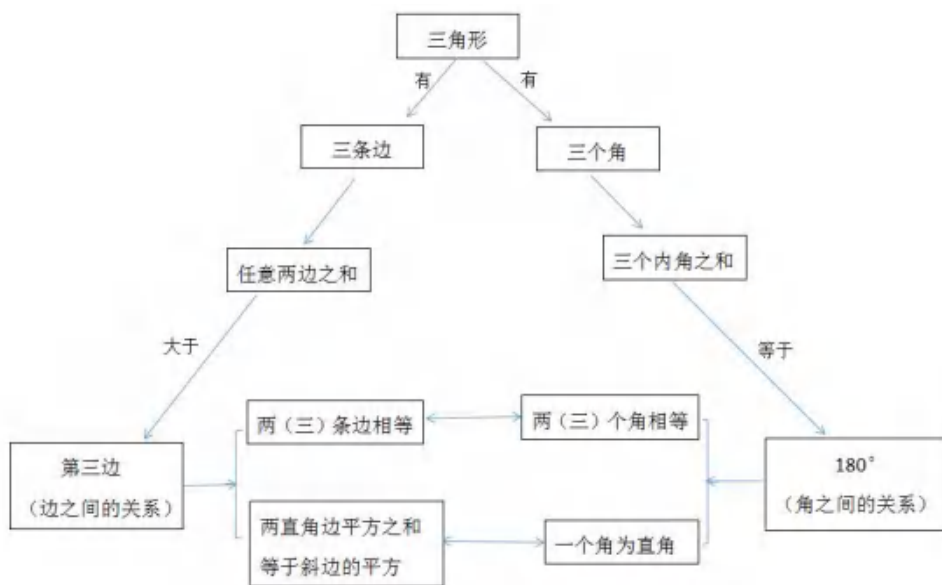 三角形
有
有
三条边
三个角
任意两边之和
三个内角之和
大于
等于
两（三）条边相等
两（三）个角相等
第三边
（边之间的关系）
180°
（角之间的关系）
两直角边平方之和
等于斜边的平方
一个角为直角